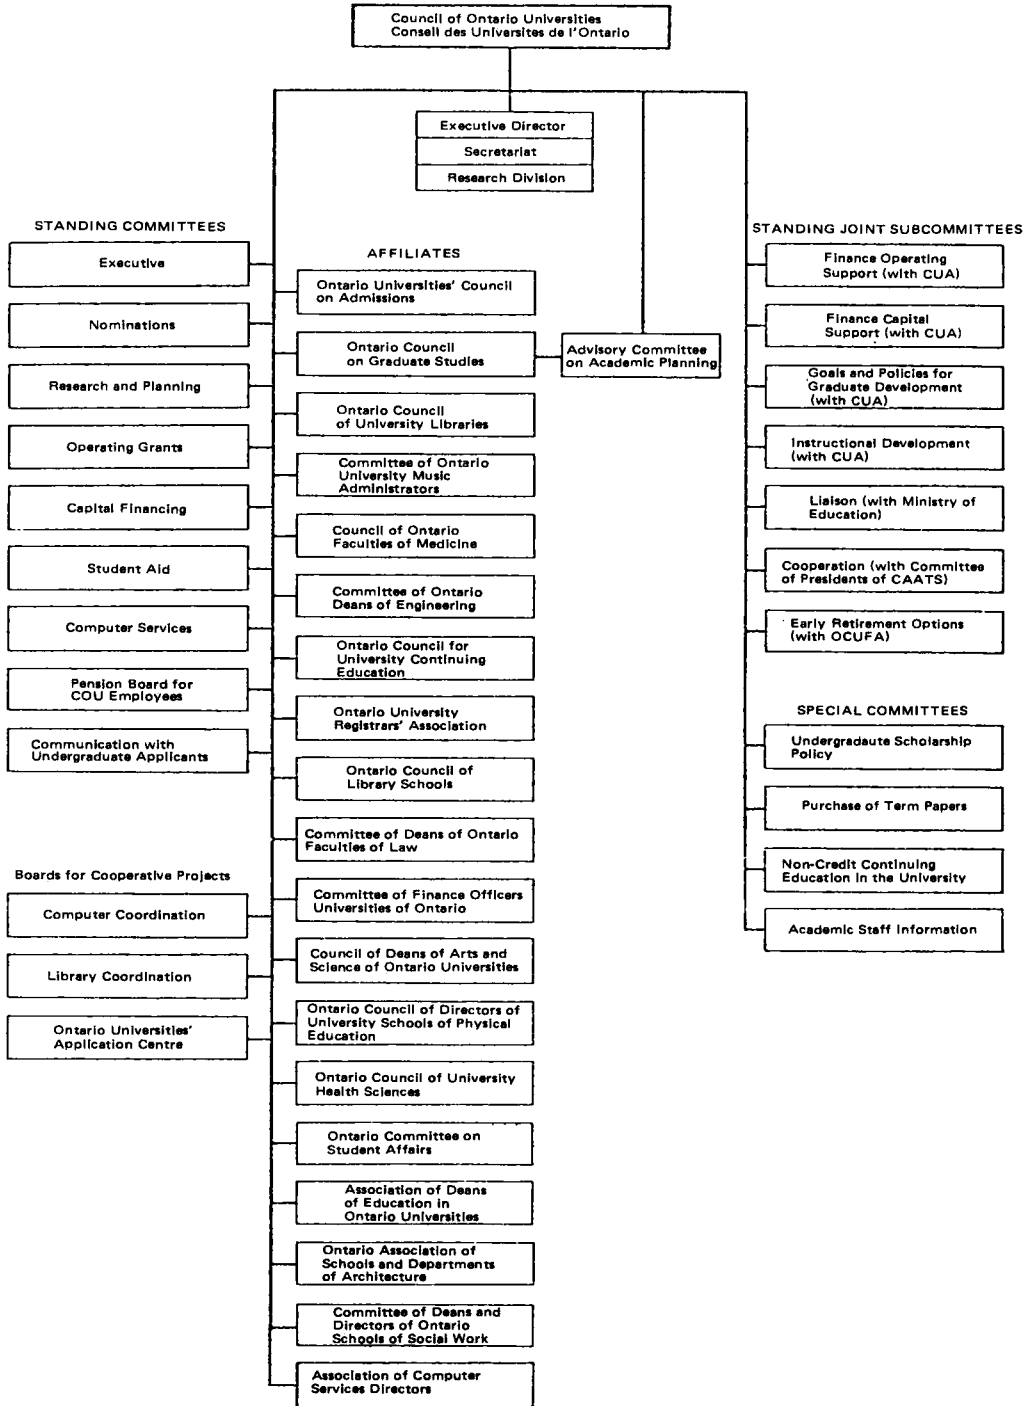 Council of Ontario Universities
Conseil des Universites de l'Ontario
Executive Director
Secretariat
Research Division
STANDING COMMITTEES
Executive
Nominations
Research and Planning
Operating Grants
Capital Financing
Student Aid
Computer Services
Pension Board for
COU Employees
Communication with
Undergraduate Applicants
Boards for Cooperative Projects
Computer Coordination
Library Coordination
Ontario Universities'
Application Centre
AFFILIATES
Ontario Universities' Council
on Admissions
Ontario Council
on Graduate Studies
Ontario Council
of University Libraries
Committee of Ontario
University Music
Administrators
Council of Ontario
Faculties of Medicine
Committee of Ontario
Deans of Engineering
Ontario Council for
University Continuing
Education
Ontario University
Registrars' Association
Ontario Council of
Library Schools
Committee of Deans of Ontario
Faculties of Law
Committee of Finance Officers
Universities of Ontario
Council of Deans of Arts and
Science of Ontario Universities
Ontario Council of Directors of
University Schools of Physical
Education
Ontario Council of University
Health Sciences
Ontario Committee on
Student Affairs
Association of Deans
of Education in
Ontario Universities
Ontario Association of
Schools and Departments
of Architecture
Committee of Deans and
Directors of Ontario
Schools of Social Work
Association of Computer
Services Directors
Advisory Committee
on Academic Planning
STANDING JOINT SUBCOMMITTEES
Finance Operating
Support (with CUA)
Finance Capital
Support (with CUA)
Goals and Policies for
Graduate Development
(with CUA)
Instructional Development
(with CUA)
Liaison (with Ministry of
Education)
Cooperation (with Committee
of Presidents of CAATS)
Early Retirement Options
(with OCUFA)
SPECIAL COMMITTEES
Undergradaute Scholarship
Policy
Purchase of Term Papers
Non-Credit Continuing
Education in the University
Academic Staff Information